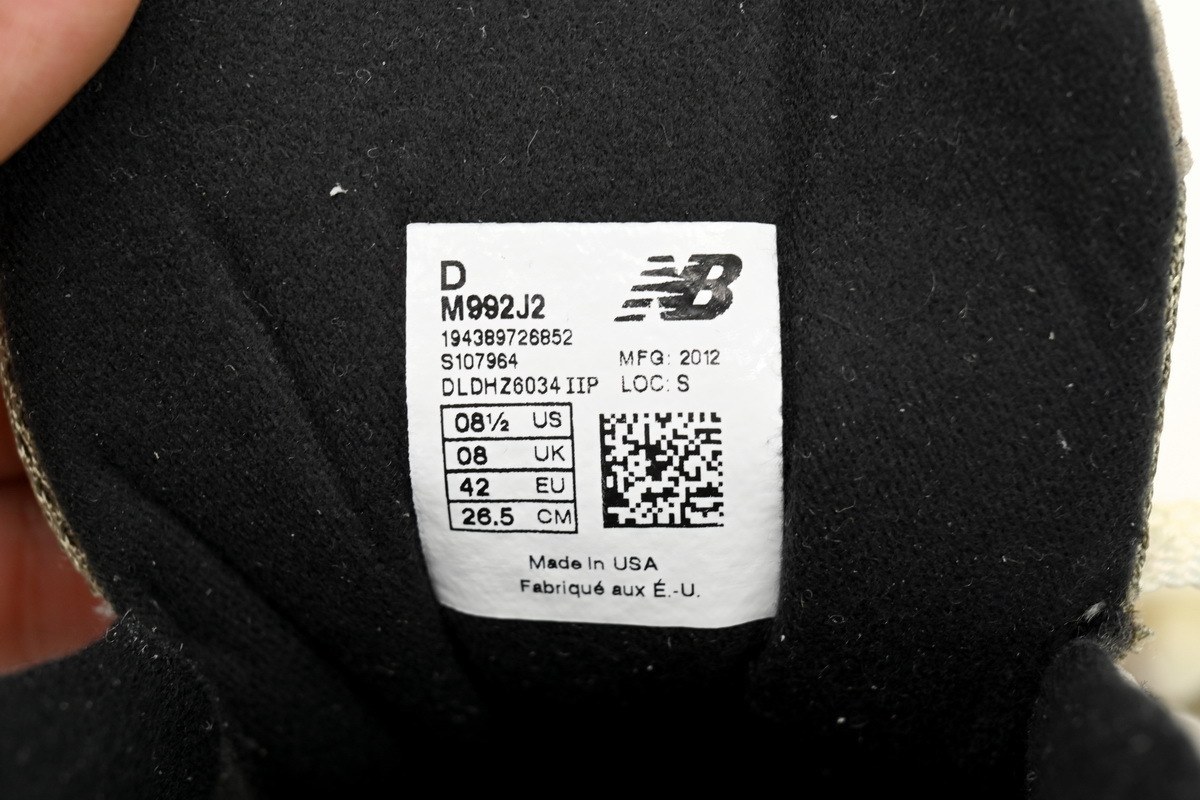 D
NB
M992J2
194389726852
S107964
MFG: 2012
DLDHZ6034 IIP
LOC: S
08½ US
08 UK
42 EU
26.5 CM
Made In USA
Fabriqué aux É.-U.